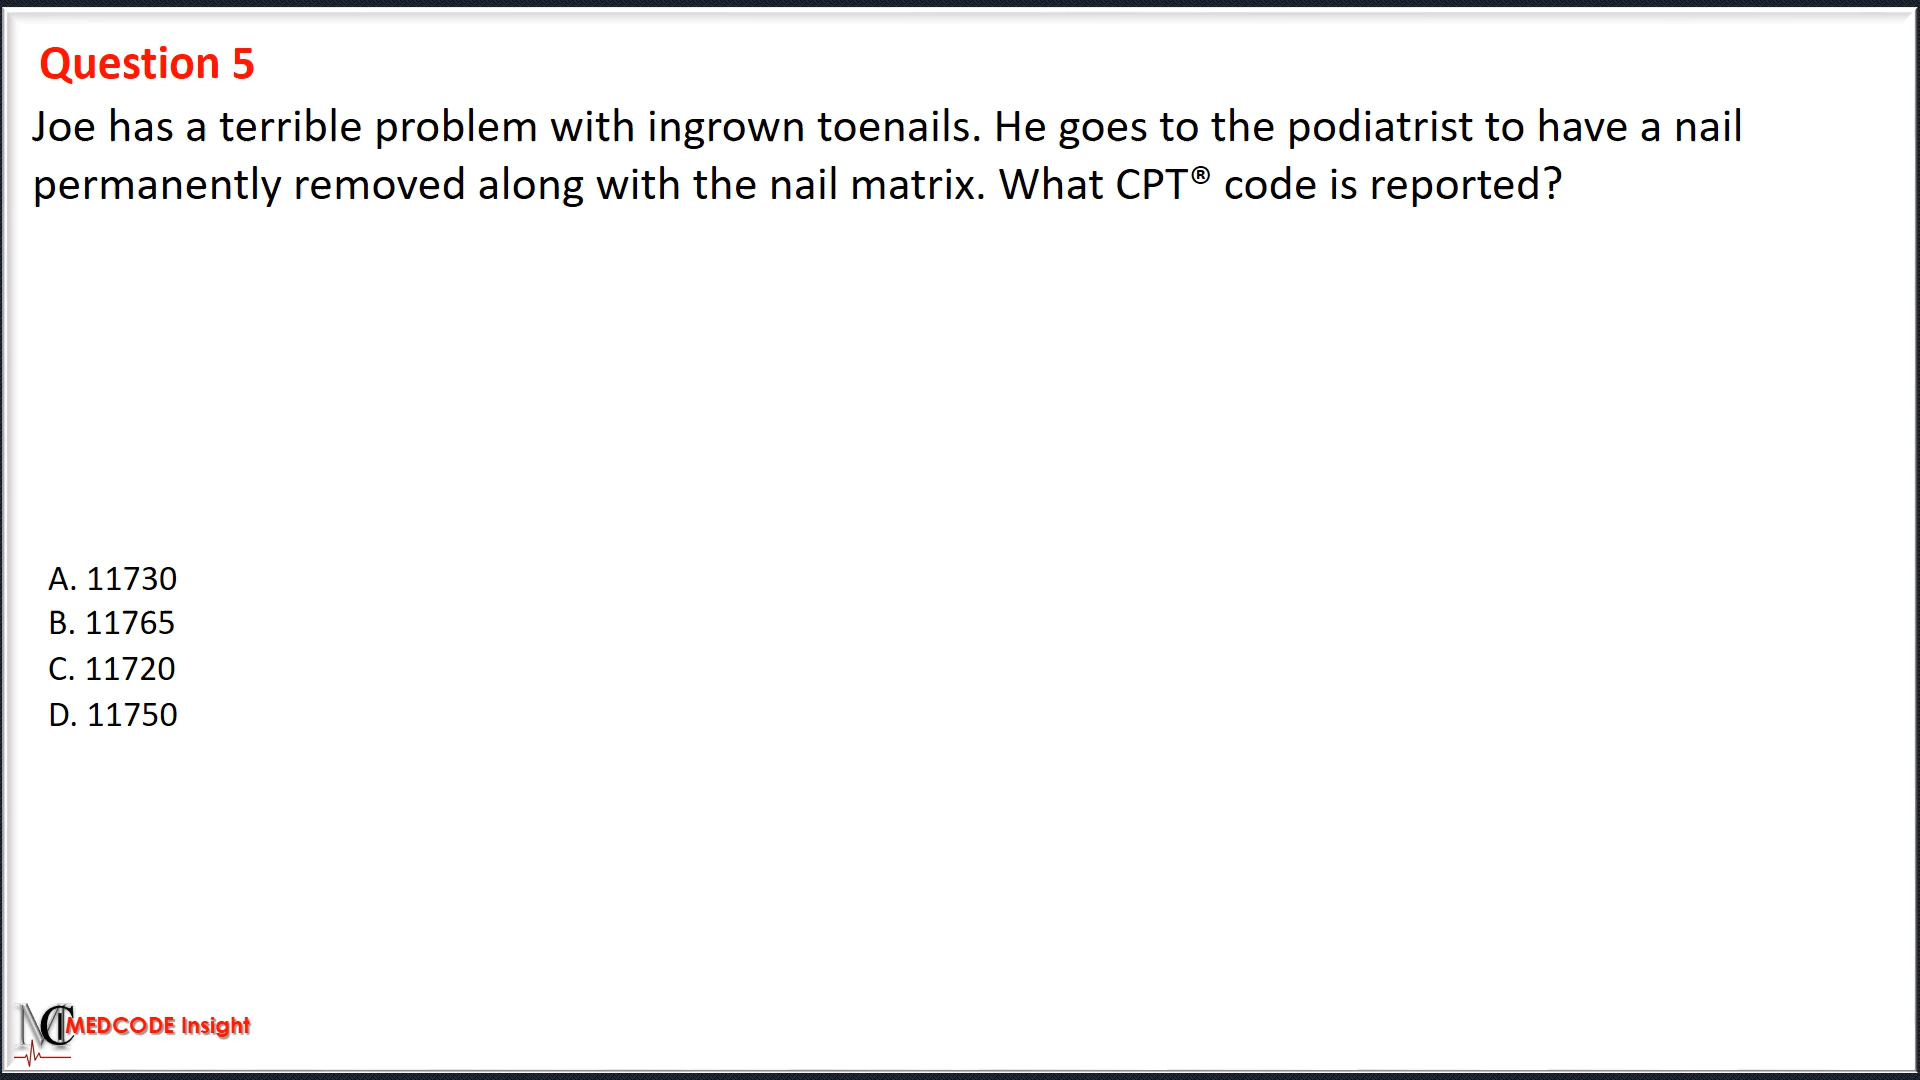 Question 5
Joe has a terrible problem with ingrown toenails. He goes to the podiatrist to have a nail
permanently removed along with the nail matrix. What CPT® code is reported?
A. 11730
B. 11765
C. 11720
D. 11750
MCI MEDCODE Insight